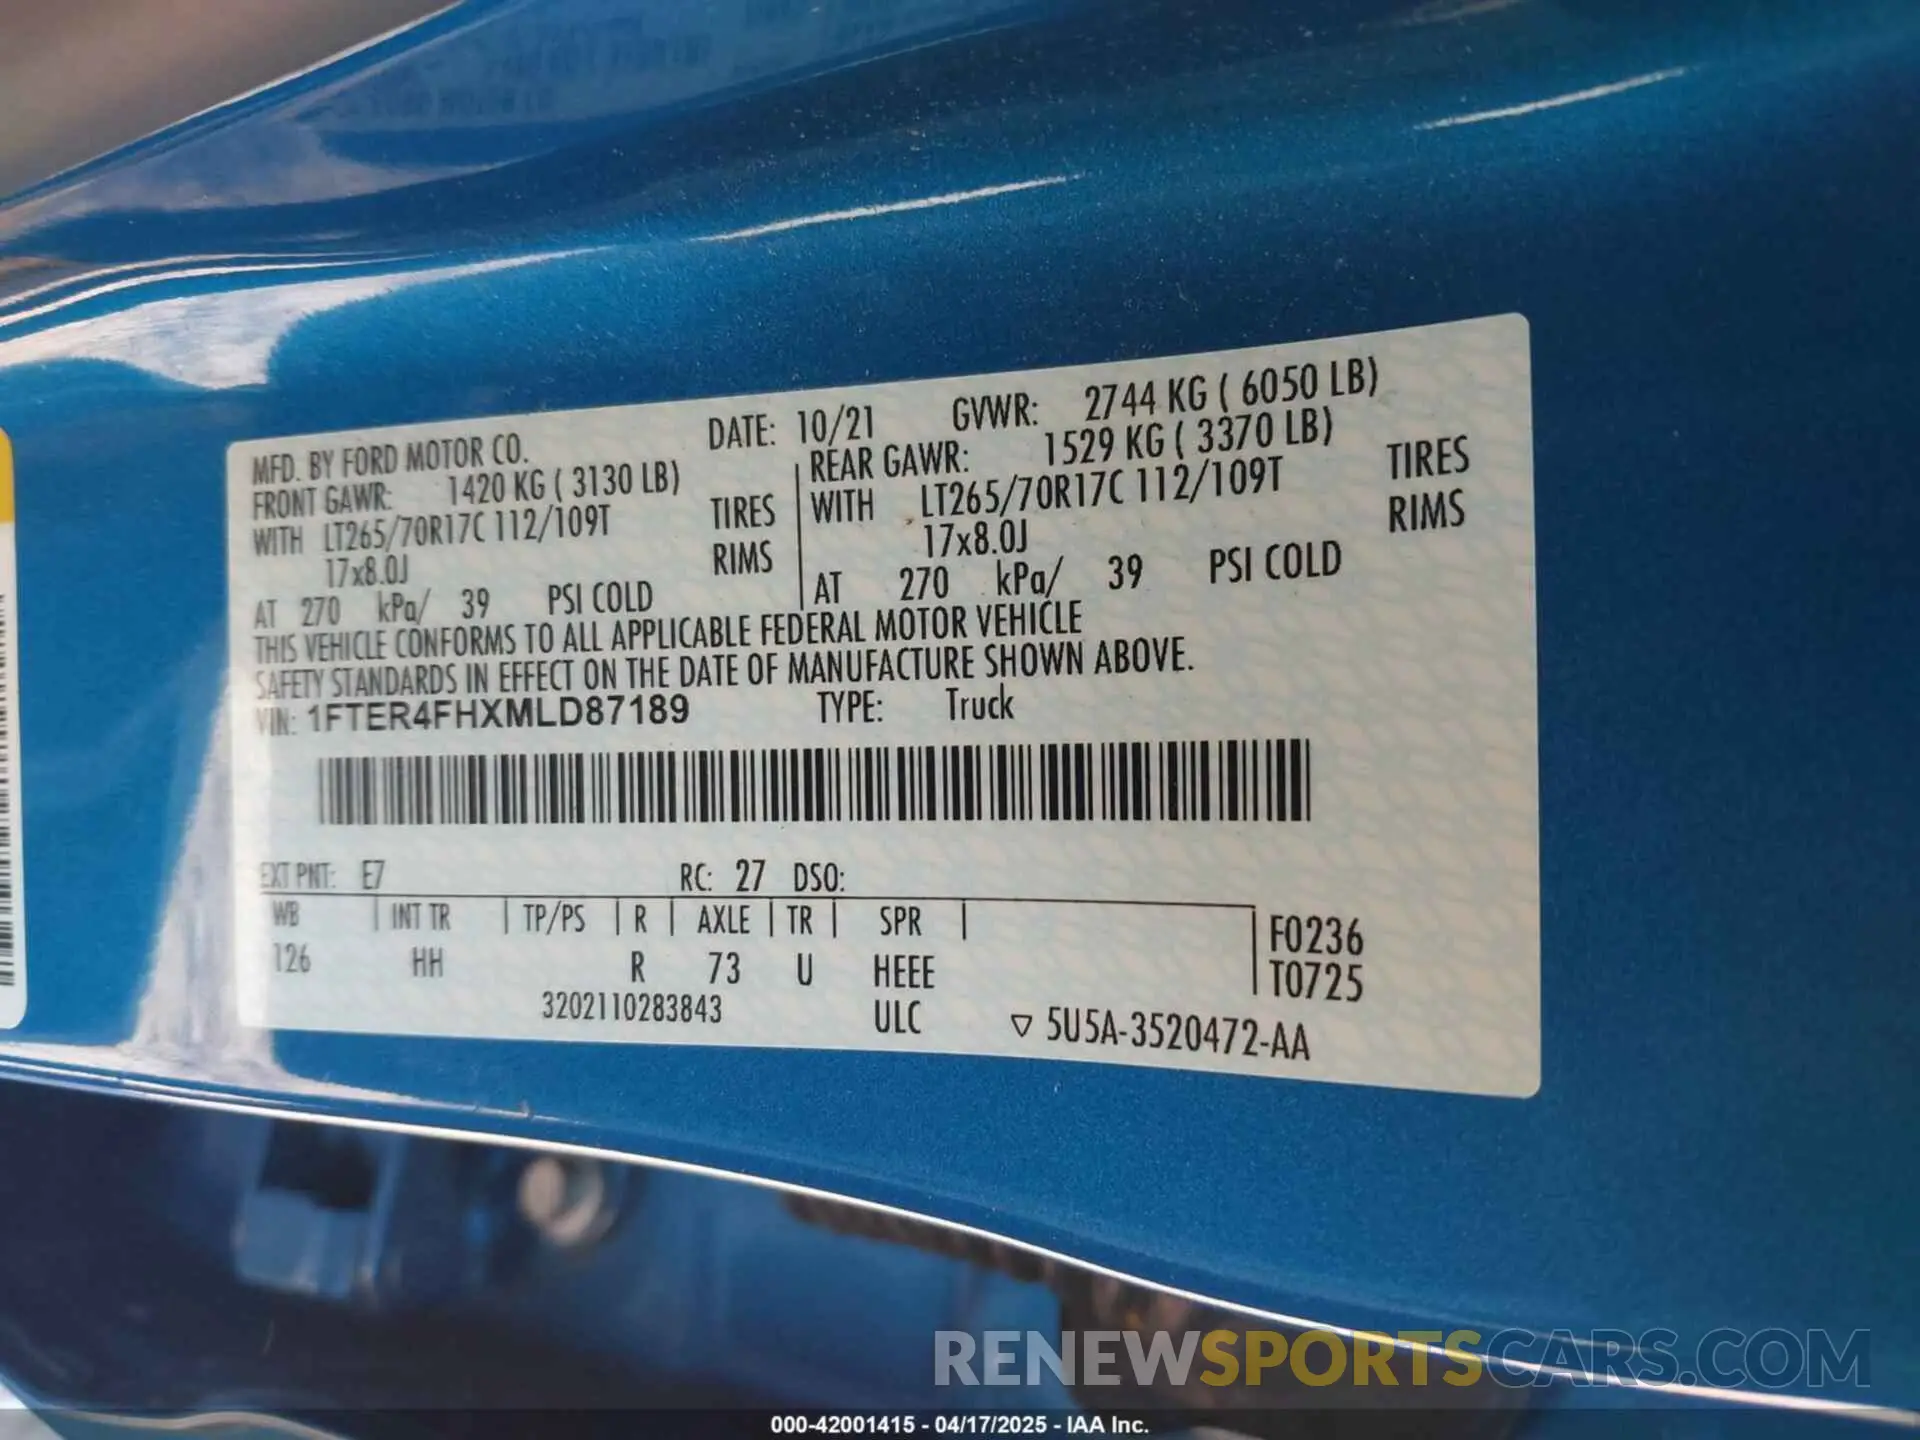 MFD. BY FORD MOTOR CO. DATE: 10/21 GVWR: 2744 KG ( 6050 LB)
FRONT GAWR: 1420 KG ( 3130 LB) REAR GAWR: 1529 KG ( 3370 LB)
WITH LT265/70R17C 112/109T TIRES WITH LT265/70R17C 112/109T TIRES
17x8.0J RIMS 17x8.0J RIMS
AT 270 kPa/ 39 PSI COLD AT 270 kPa/ 39 PSI COLD
THIS VEHICLE CONFORMS TO ALL APPLICABLE FEDERAL MOTOR VEHICLE
SAFETY STANDARDS IN EFFECT ON THE DATE OF MANUFACTURE SHOWN ABOVE.
VIN: 1FTER4FHXMLD87189 TYPE: Truck
EXT PNT: E7 RC: 27 DSO:
WB INT TR TP/PS R AXLE TR SPR F0236
126 HH R 73 U HEEE T0725
3202110283843 ULC ▽ 5U5A-3520472-AA
RENEWSPORTSCARS.COM
000-42001415 - 04/17/2025 - IAA Inc.